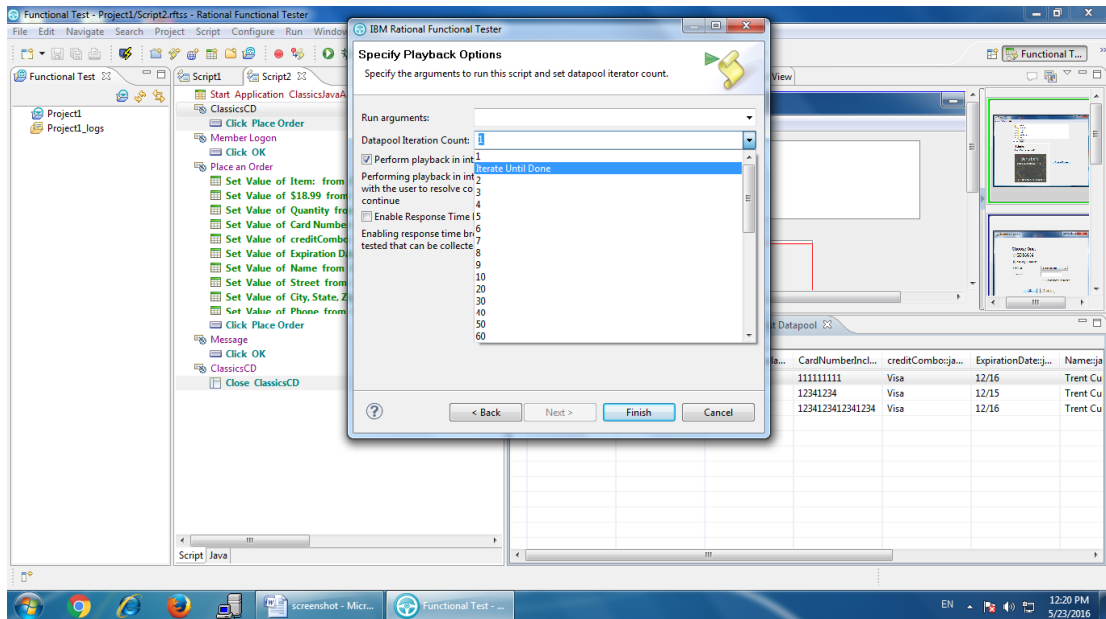 Functional Test - Project1/Script2.rftss - Rational Functional Tester
File Edit Navigate Search Project Script Configure Run Window
Functional T...
Functional Test
Project1
Project1_logs
Script1
Script2
Start Application ClassicsJavaA
ClassicsCD
Click Place Order
Member Logon
Click OK
Place an Order
Set Value of Item: from
Set Value of $18.99 from
Set Value of Quantity fro
Set Value of Card Numbe
Set Value of creditCombo
Set Value of Expiration Da
Set Value of Name from
Set Value of Street from
Set Value of City, State, Z
Set Value of Phone from
Click Place Order
Message
Click OK
ClassicsCD
Close ClassicsCD
Script Java
IBM Rational Functional Tester
Specify Playback Options
Specify the arguments to run this script and set datapool iterator count.
Run arguments:
Datapool Iteration Count: 1
Perform playback in int
Performing playback in int
with the user to resolve co
continue
Enable Response Time
Enabling response time br
tested that can be collecte
1
Iterate Until Done
2
3
4
5
6
7
8
9
10
20
30
40
50
60
< Back
Next >
Finish
Cancel
View
t Datapool
la... CardNumberIncl... creditCombo:ja... ExpirationDate:j... Name:ja
111111111 Visa 12/16 Trent Cu
12341234 Visa 12/15 Trent Cu
1234123412341234 Visa 12/16 Trent Cu
screenshot - Micr...
Functional Test - ...
EN
12:20 PM
5/23/2016